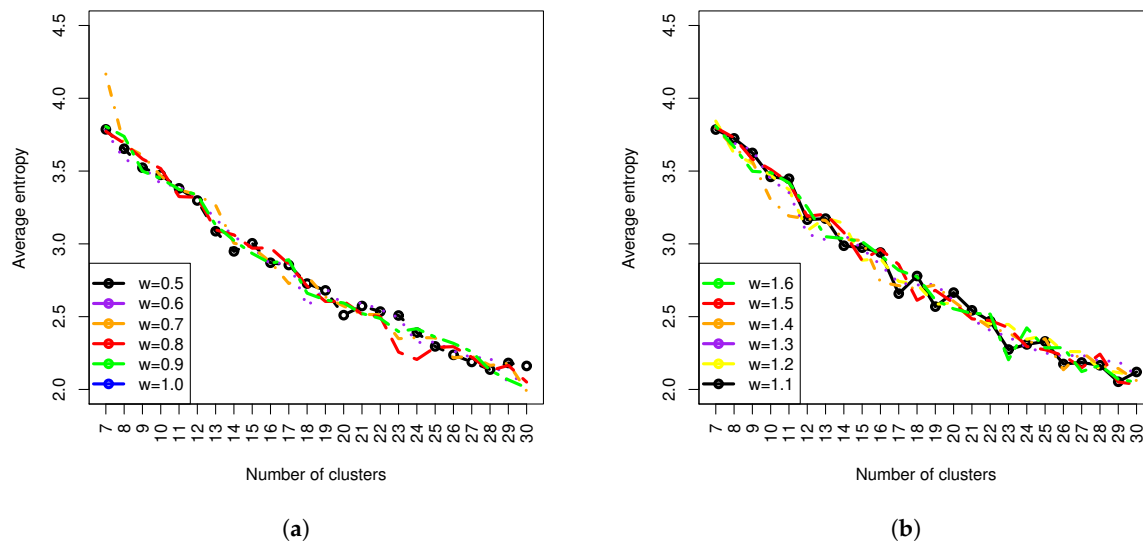 4.5
4.0
3.5
3.0
2.5
2.0
Average entropy
w=0.5
w=0.6
w=0.7
w=0.8
w=0.9
w=1.0
7 8 9 10 11 12 13 14 15 16 17 18 19 20 21 22 23 24 25 26 27 28 29 30
Number of clusters
(a)
4.5
4.0
3.5
3.0
2.5
2.0
Average entropy
w=1.6
w=1.5
w=1.4
w=1.3
w=1.2
w=1.1
7 8 9 10 11 12 13 14 15 16 17 18 19 20 21 22 23 24 25 26 27 28 29 30
Number of clusters
(b)